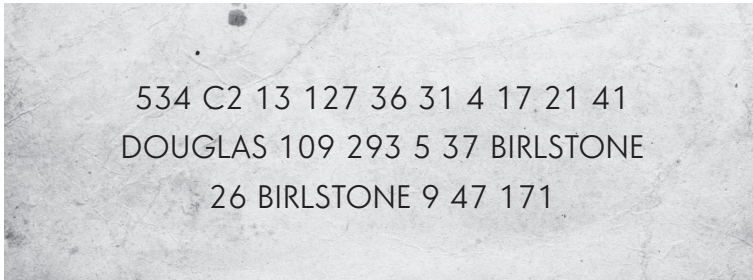 534 C2 13 127 36 31 4 17 21 41
DOUGLAS 109 293 5 37 BIRLSTONE
26 BIRLSTONE 9 47 171